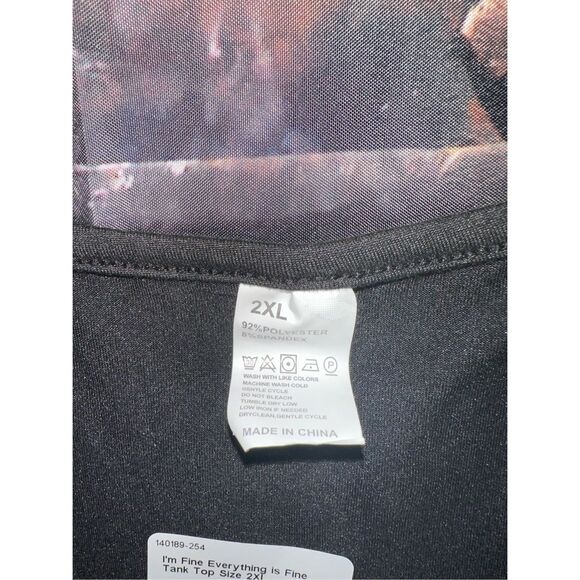 2XL
92%POLYESTER
8%SPANDEX
WASH WITH LIKE COLORS
MACHINE WASH COLD
GENTLE CYCLE
DO NOT BLEACH
TUMBLE DRY LOW
LOW IRON IF NEEDED
DRYCLEAN,GENTLE CYCLE
MADE IN CHINA
140189-254
I'm Fine Everything is Fine
Tank Top Size 2XL